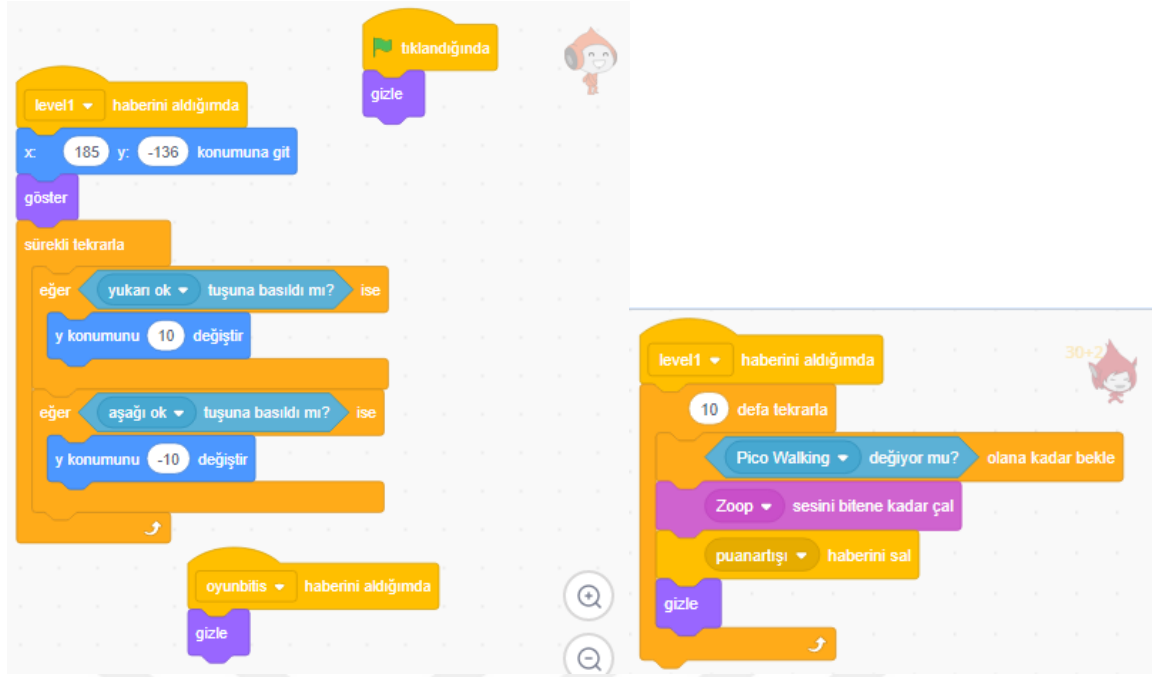 tıklandığında
gizle
level1 haberini aldığımda
x: 185 y: -136 konumuna git
göster
sürekli tekrarla
eğer yukarı ok tuşuna basıldı mı? ise
y konumunu 10 değiştir
eğer aşağı ok tuşuna basıldı mı? ise
y konumunu -10 değiştir
oyunbitis haberini aldığımda
gizle
30+2
level1 haberini aldığımda
10 defa tekrarla
Pico Walking değiyor mu? olana kadar bekle
Zoop sesini bitene kadar çal
puanartışı haberini sal
gizle